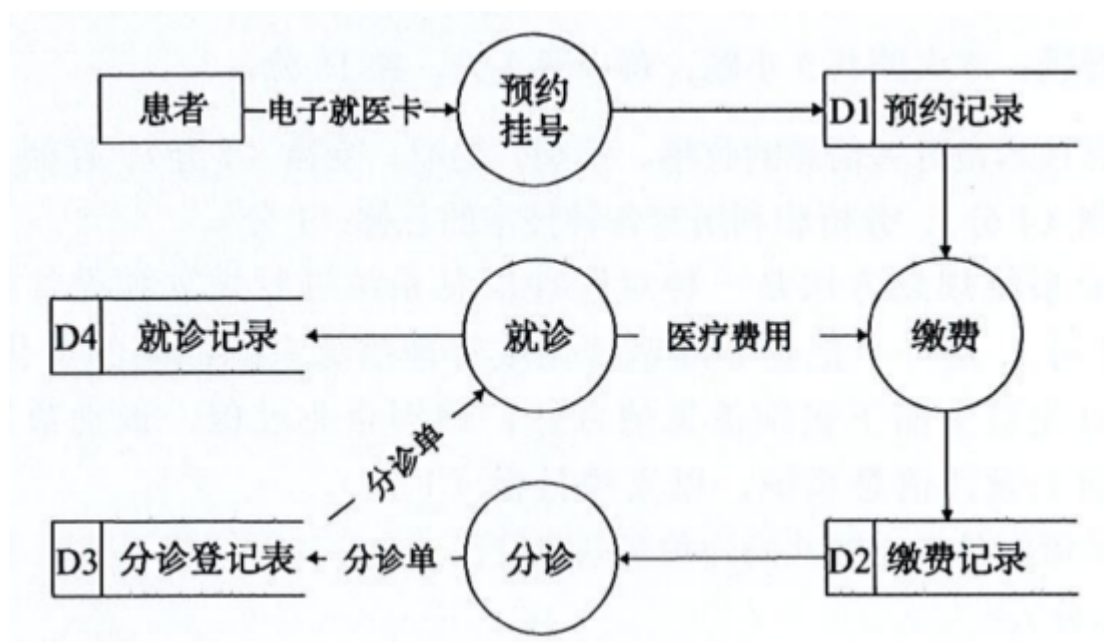 患者
电子就医卡
预约
挂号
D1 预约记录
D4 就诊记录
就诊
医疗费用
缴费
分诊单
D3 分诊登记表
分诊单
分诊
D2 缴费记录